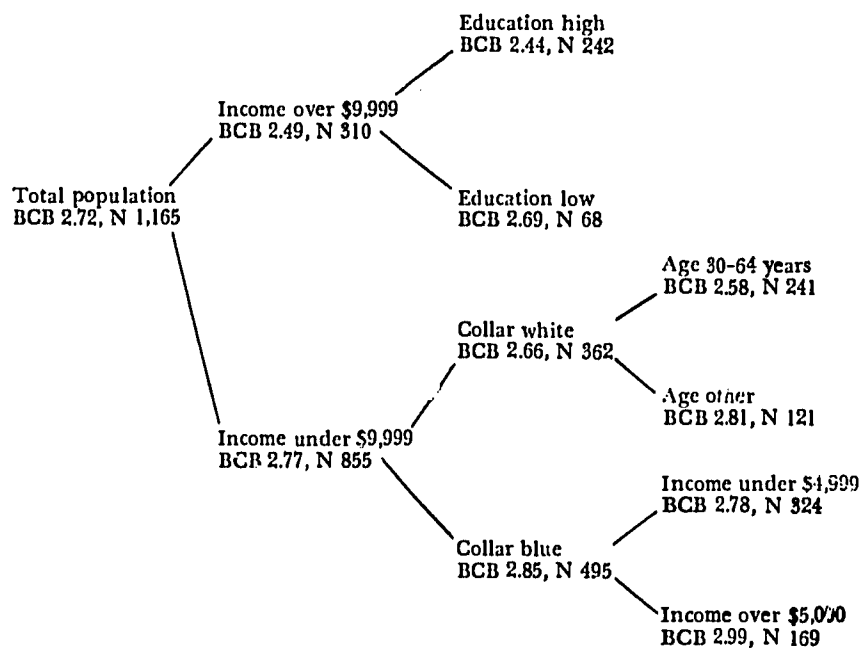 Education high
BCB 2.44, N 242
Income over $9,999
BCB 2.49, N 310
Total population
BCB 2.72, N 1,165
Education low
BCB 2.69, N 68
Age 30-64 years
BCB 2.58, N 241
Collar white
BCB 2.66, N 362
Age other
BCB 2.81, N 121
Income under $9,999
BCB 2.77, N 855
Income under $4,999
BCB 2.78, N 324
Collar blue
BCB 2.85, N 495
Income over $5,000
BCB 2.99, N 169